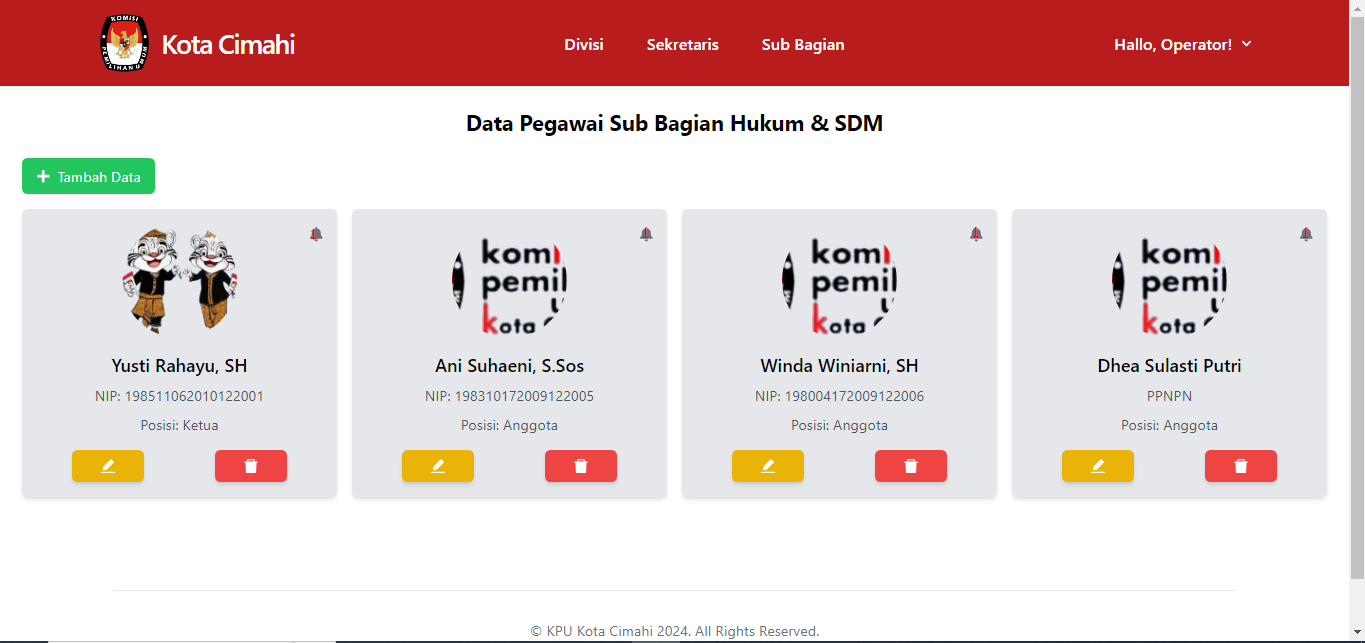 KOMISI
PEMILIHAN UMUM
Kota Cimahi
Divisi
Sekretaris
Sub Bagian
Hallo, Operator!
Data Pegawai Sub Bagian Hukum & SDM
Tambah Data
Yusti Rahayu, SH
NIP: 198511062010122001
Posisi: Ketua
komi
pemil
u
kota c
Ani Suhaeni, S.Sos
NIP: 198310172009122005
Posisi: Anggota
komi
pemil
u
kota c
Winda Winiarni, SH
NIP: 198004172009122006
Posisi: Anggota
komi
pemil
u
kota c
Dhea Sulasti Putri
PPNPN
Posisi: Anggota
© KPU Kota Cimahi 2024. All Rights Reserved.